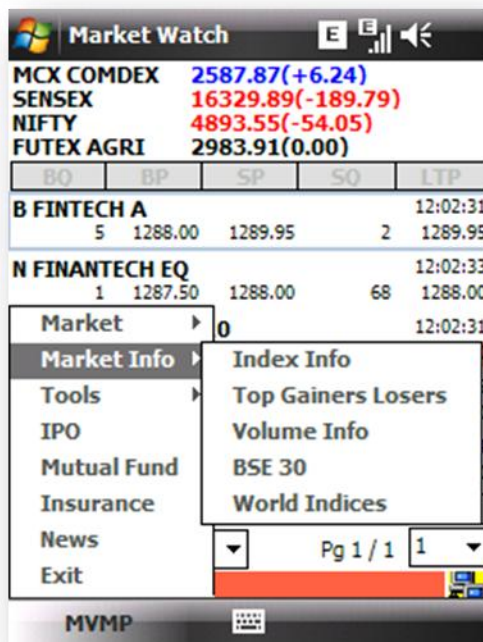 Market Watch E E
MCX COMDEX 2587.87(+6.24)
SENSEX 16329.89(-189.79)
NIFTY 4893.55(-54.05)
FUTEX AGRI 2983.91(0.00)
BQ BP SP SQ LTP
B FINTECH A 12:02:31
5 1288.00 1289.95 2 1289.95
N FINANTECH EQ 12:02:33
1 1287.50 1288.00 68 1288.00
Market 0 12:02:31
Market Info Index Info
Tools Top Gainers Losers
IPO Volume Info
Mutual Fund BSE 30
Insurance World Indices
News Pg 1 / 1 1
Exit
MVMP